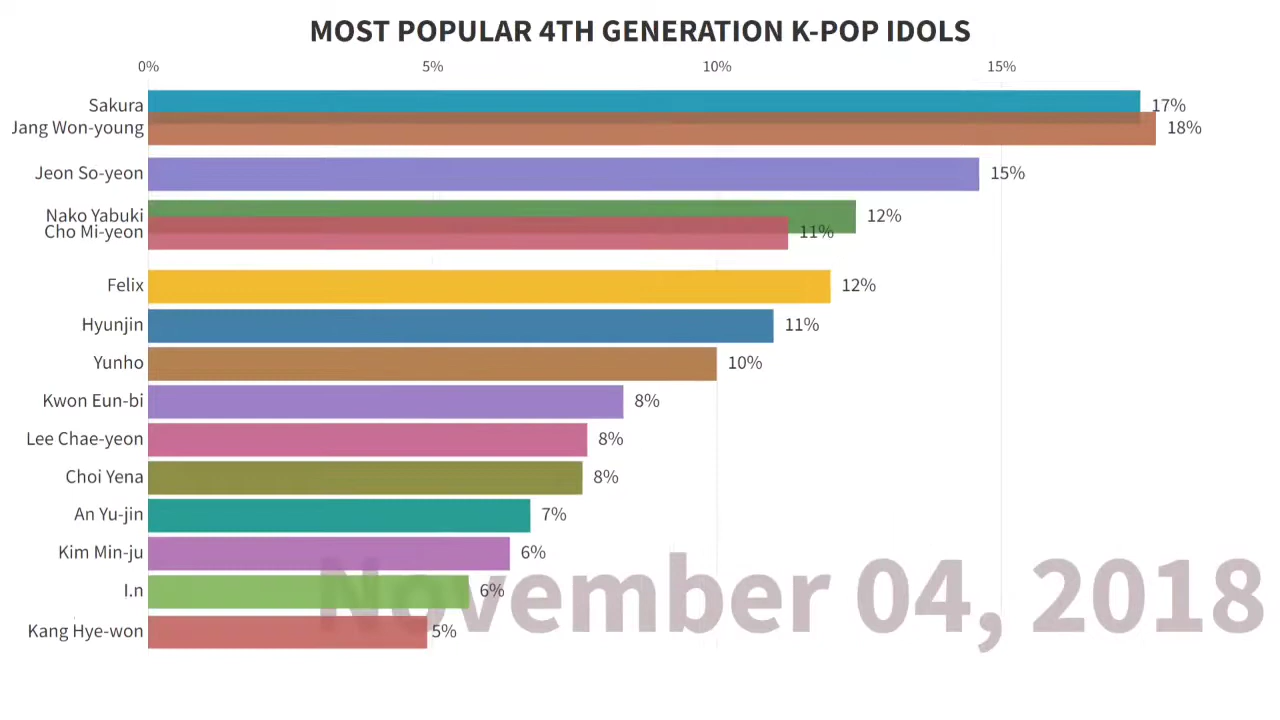 MOST POPULAR 4TH GENERATION K-POP IDOLS
0% 5% 10% 15%
Sakura 17%
Jang Won-young 18%
Jeon So-yeon 15%
Nako Yabuki 12%
Cho Mi-yeon 11%
Felix 12%
Hyunjin 11%
Yunho 10%
Kwon Eun-bi 8%
Lee Chae-yeon 8%
Choi Yena 8%
An Yu-jin 7%
Kim Min-ju 6%
I.n 6%
November 04, 2018
Kang Hye-won 5%